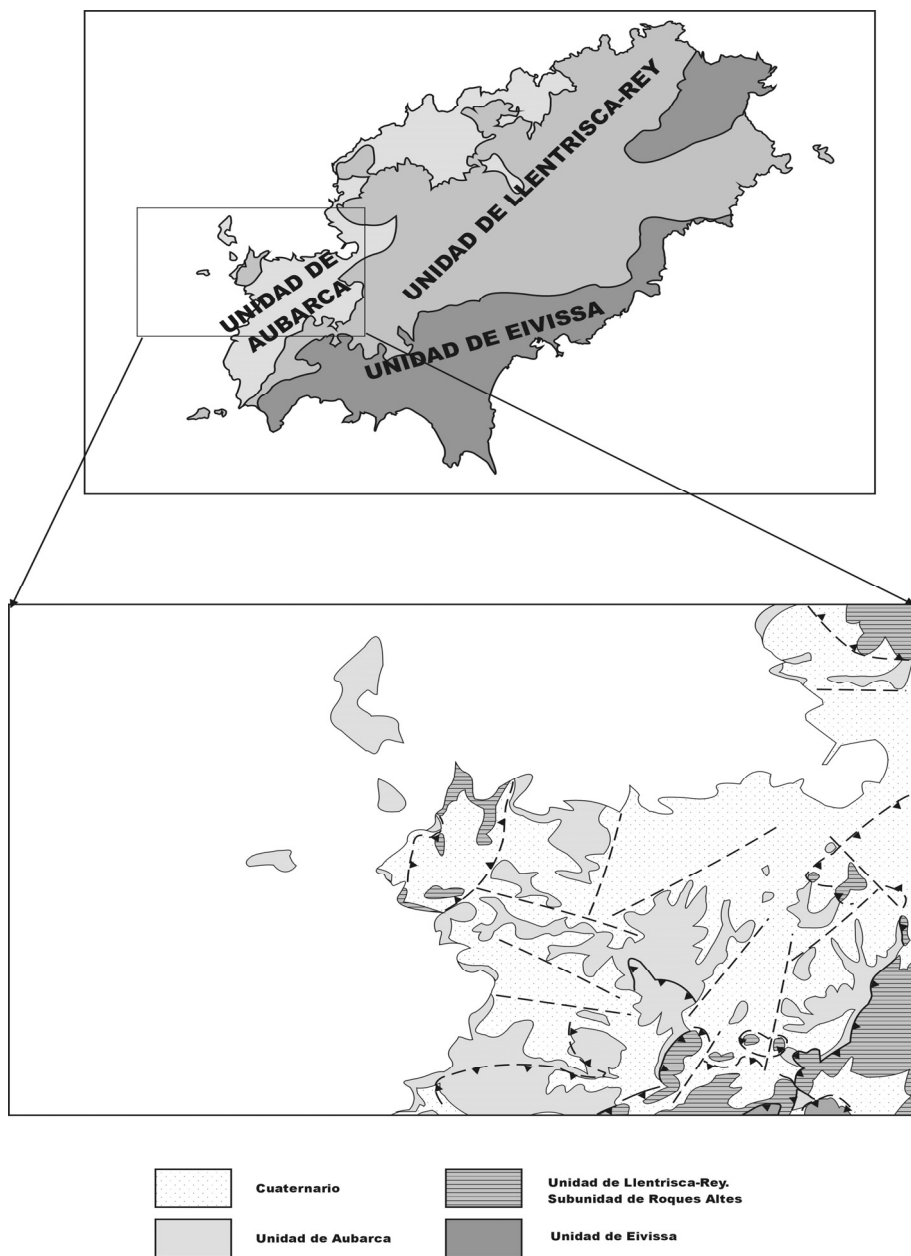 UNIDAD DE LLENTRISCA-REY
UNIDAD DE
AUBARCA
UNIDAD DE EIVISSA
Cuaternario
Unidad de Llentrisca-Rey.
Subunidad de Roques Altes
Unidad de Aubarca
Unidad de Eivissa